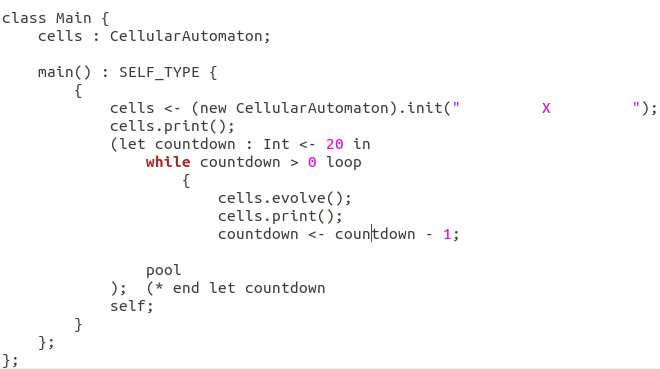 class Main {
    cells : CellularAutomaton;

    main() : SELF_TYPE {
        {
            cells <- (new CellularAutomaton).init("         X         ");
            cells.print();
            (let countdown : Int <- 20 in
                while countdown > 0 loop
                    {
                        cells.evolve();
                        cells.print();
                        countdown <- countdown - 1;

                pool
            );  (* end let countdown
            self;
        }
    };
};